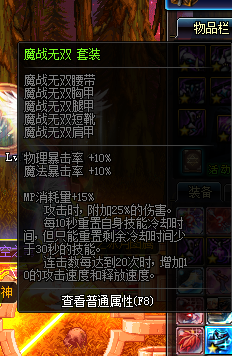 物品栏
魔战无双 套装
魔战无双腰带
魔战无双胸甲
魔战无双腿甲
魔战无双短靴
魔战无双肩甲
Lv
物理暴击率 +10%
魔法暴击率 +10%
装备
MP消耗量+15%
攻击时,附加25%的伤害。
每10秒重置自身技能冷却时
间,但只能重置剩余冷却时间少
于30秒的技能。
连击数每达到20次时,增加1
0的攻击速度和释放速度。
神
查看普通属性(F8)